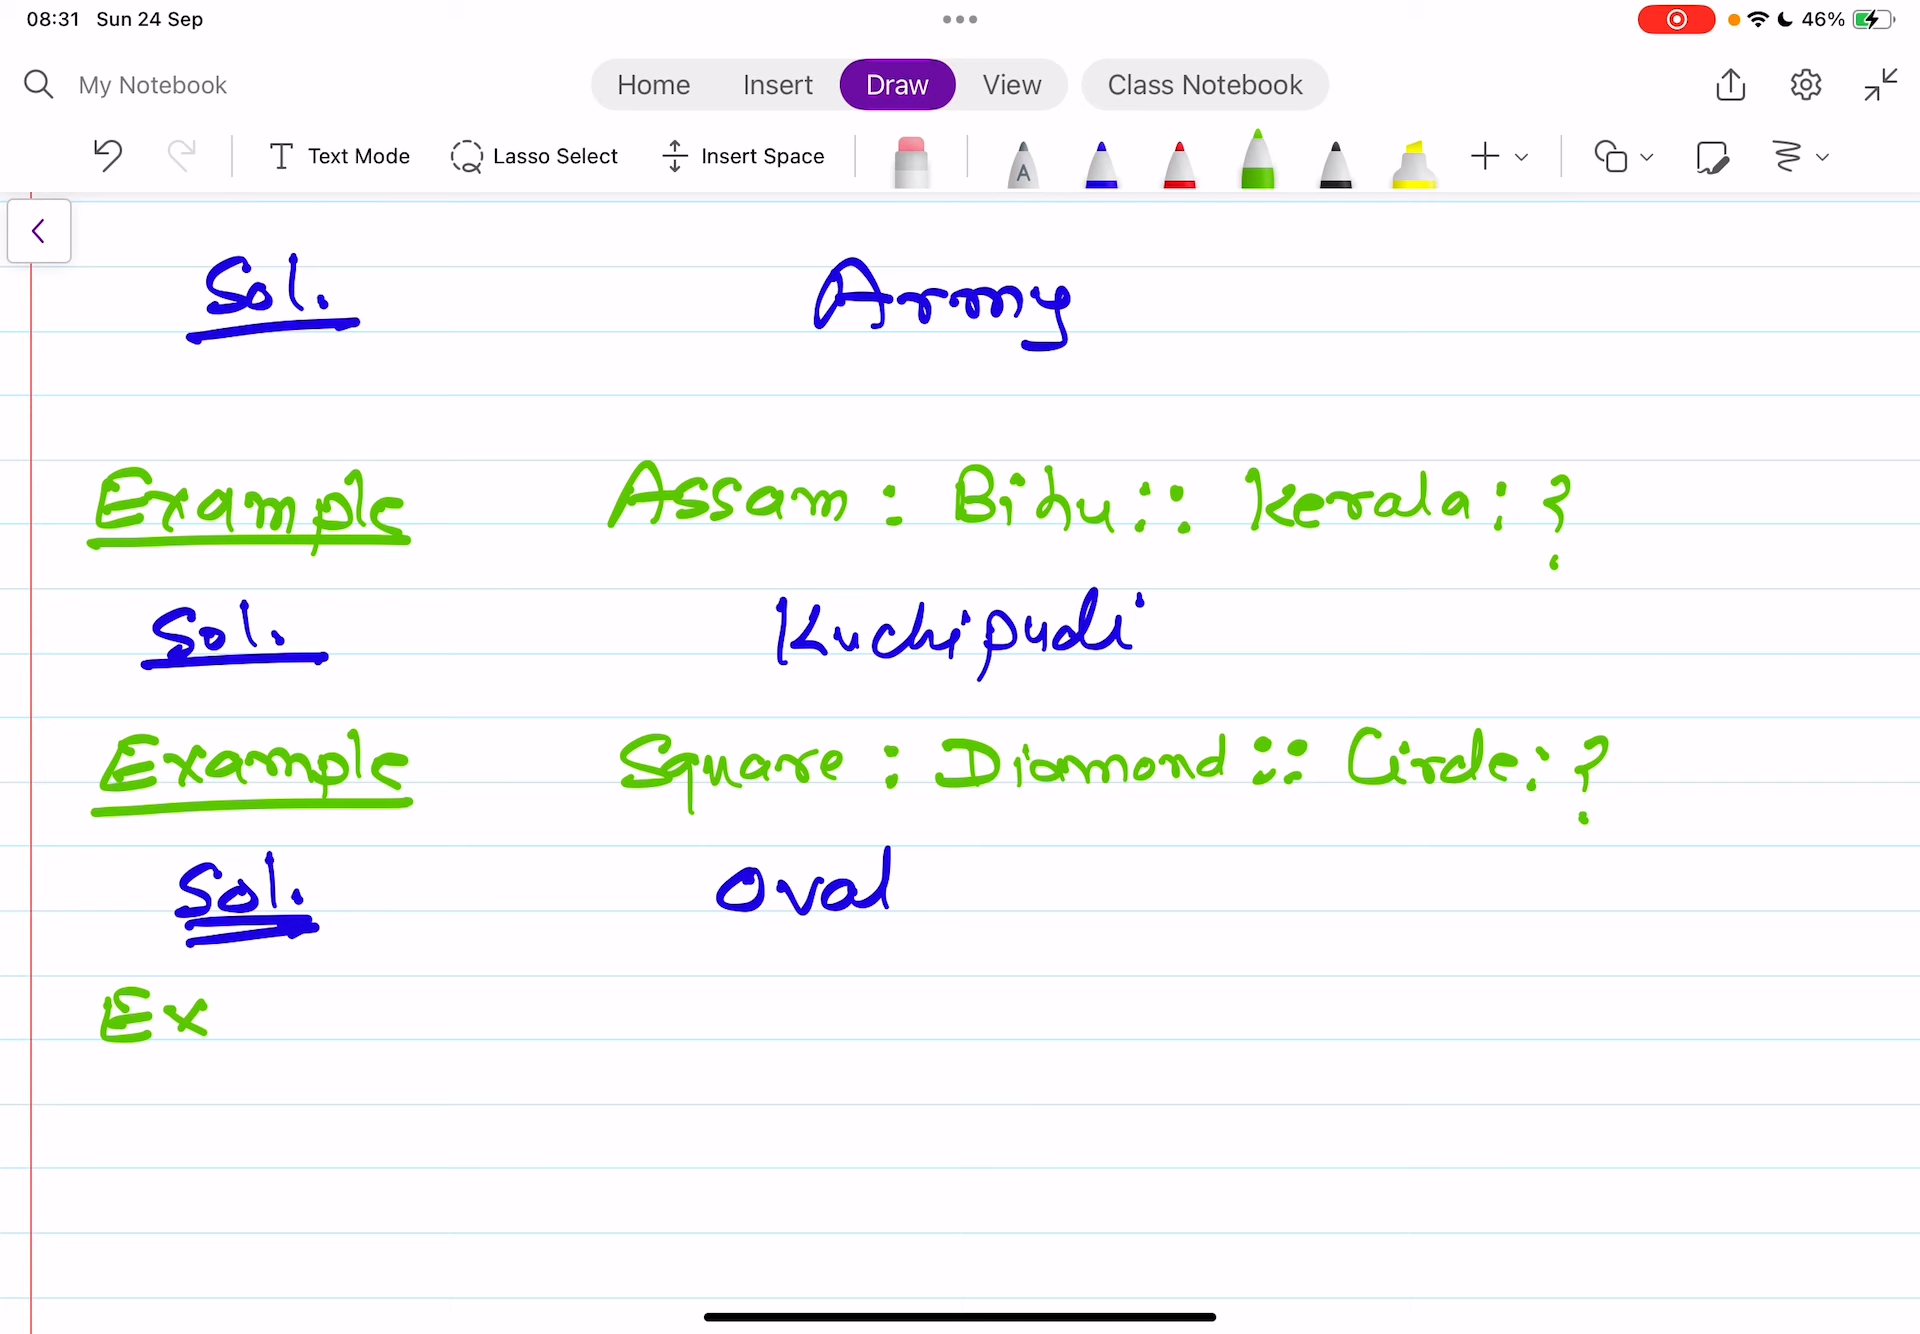 08:31 Sun 24 Sep 46%
My Notebook Home Insert Draw View Class Notebook
Text Mode Lasso Select Insert Space A
Sol. Army
Example Assam : Bihu :: Kerala : ?
Sol. Kuchipudi
Example Square : Diamond :: Circle : ?
Sol. Oval
Ex